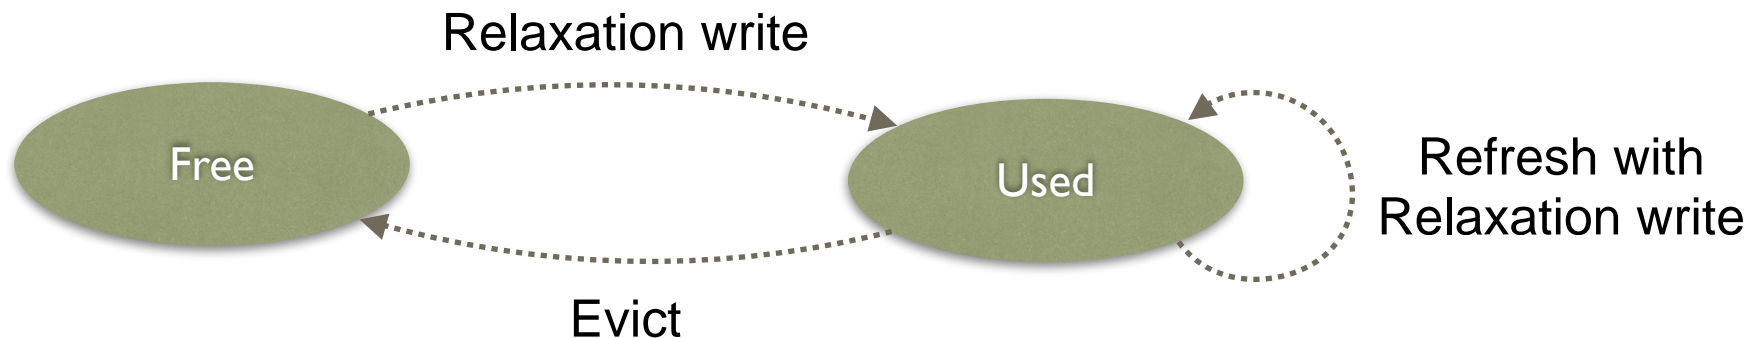 Relaxation write
Free
Used
Refresh with
Relaxation write
Evict